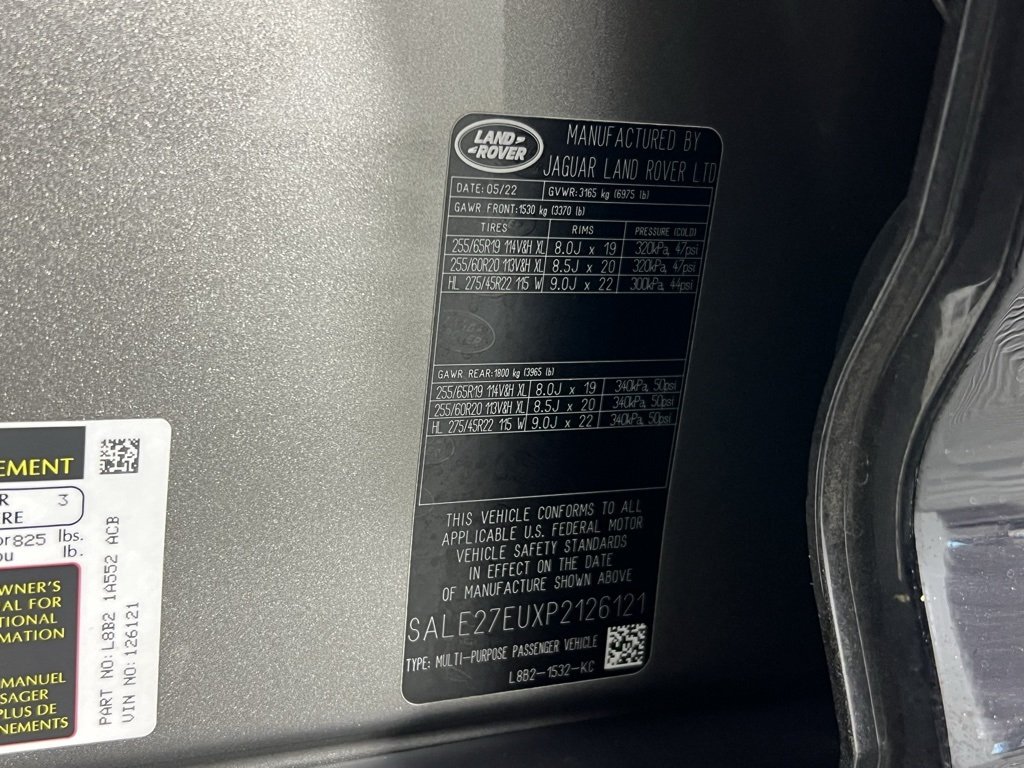 LAND ROVER
MANUFACTURED BY
JAGUAR LAND ROVER LTD
DATE: 05/22 GVWR: 3165 kg (6975 lb)
GAWR FRONT: 1530 kg (3370 lb)
TIRES RIMS PRESSURE (COLD)
255/65R19 114V&H XL 8.0J x 19 320kPa, 47psi
255/60R20 113V&H XL 8.5J x 20 320kPa, 47psi
HL 275/45R22 115 W 9.0J x 22 300kPa, 44psi
GAWR REAR: 1800 kg (3965 lb)
255/65R19 114V&H XL 8.0J x 19 340kPa, 50psi
255/60R20 113V&H XL 8.5J x 20 340kPa, 50psi
HL 275/45R22 115 W 9.0J x 22 340kPa, 50psi
THIS VEHICLE CONFORMS TO ALL
APPLICABLE U.S. FEDERAL MOTOR
VEHICLE SAFETY STANDARDS
IN EFFECT ON THE DATE
OF MANUFACTURE SHOWN ABOVE
SALE27EUXP2126121
TYPE: MULTI-PURPOSE PASSENGER VEHICLE
L8B2-1532-KC
EMENT
R 3
RE
or 825 lbs.
ou lb.
WNER'S
AL FOR
TIONAL
MATION
MANUEL
SAGER
PLUS DE
NEMENTS
PART NO: L8B2 1A552 ACB
VIN NO: 126121